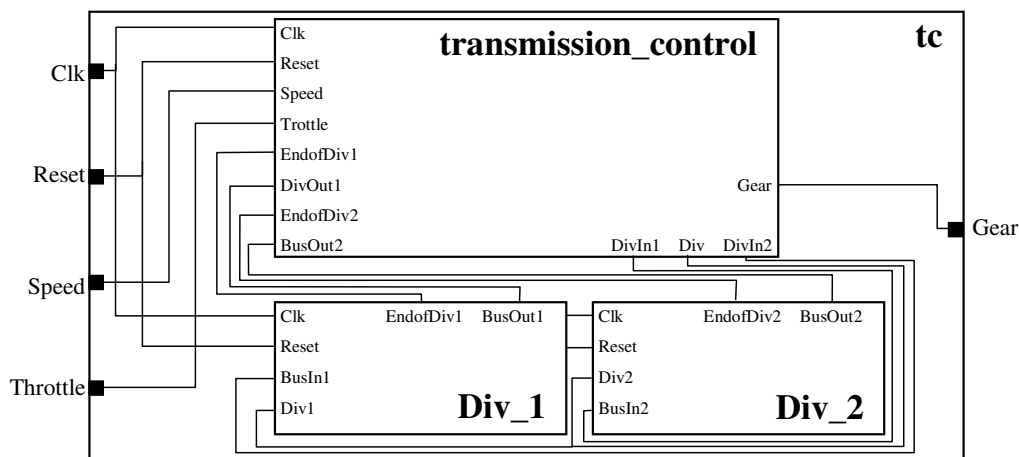 tc
transmission_control
Clk
Reset
Speed
Trottle
EndofDiv1
DivOut1
EndofDiv2
BusOut2
Gear
DivIn1 Div DivIn2
Clk
Reset
Speed
Throttle
Gear
Clk EndofDiv1 BusOut1
Reset
BusIn1
Div1
Div_1
Clk EndofDiv2 BusOut2
Reset
Div2
BusIn2
Div_2